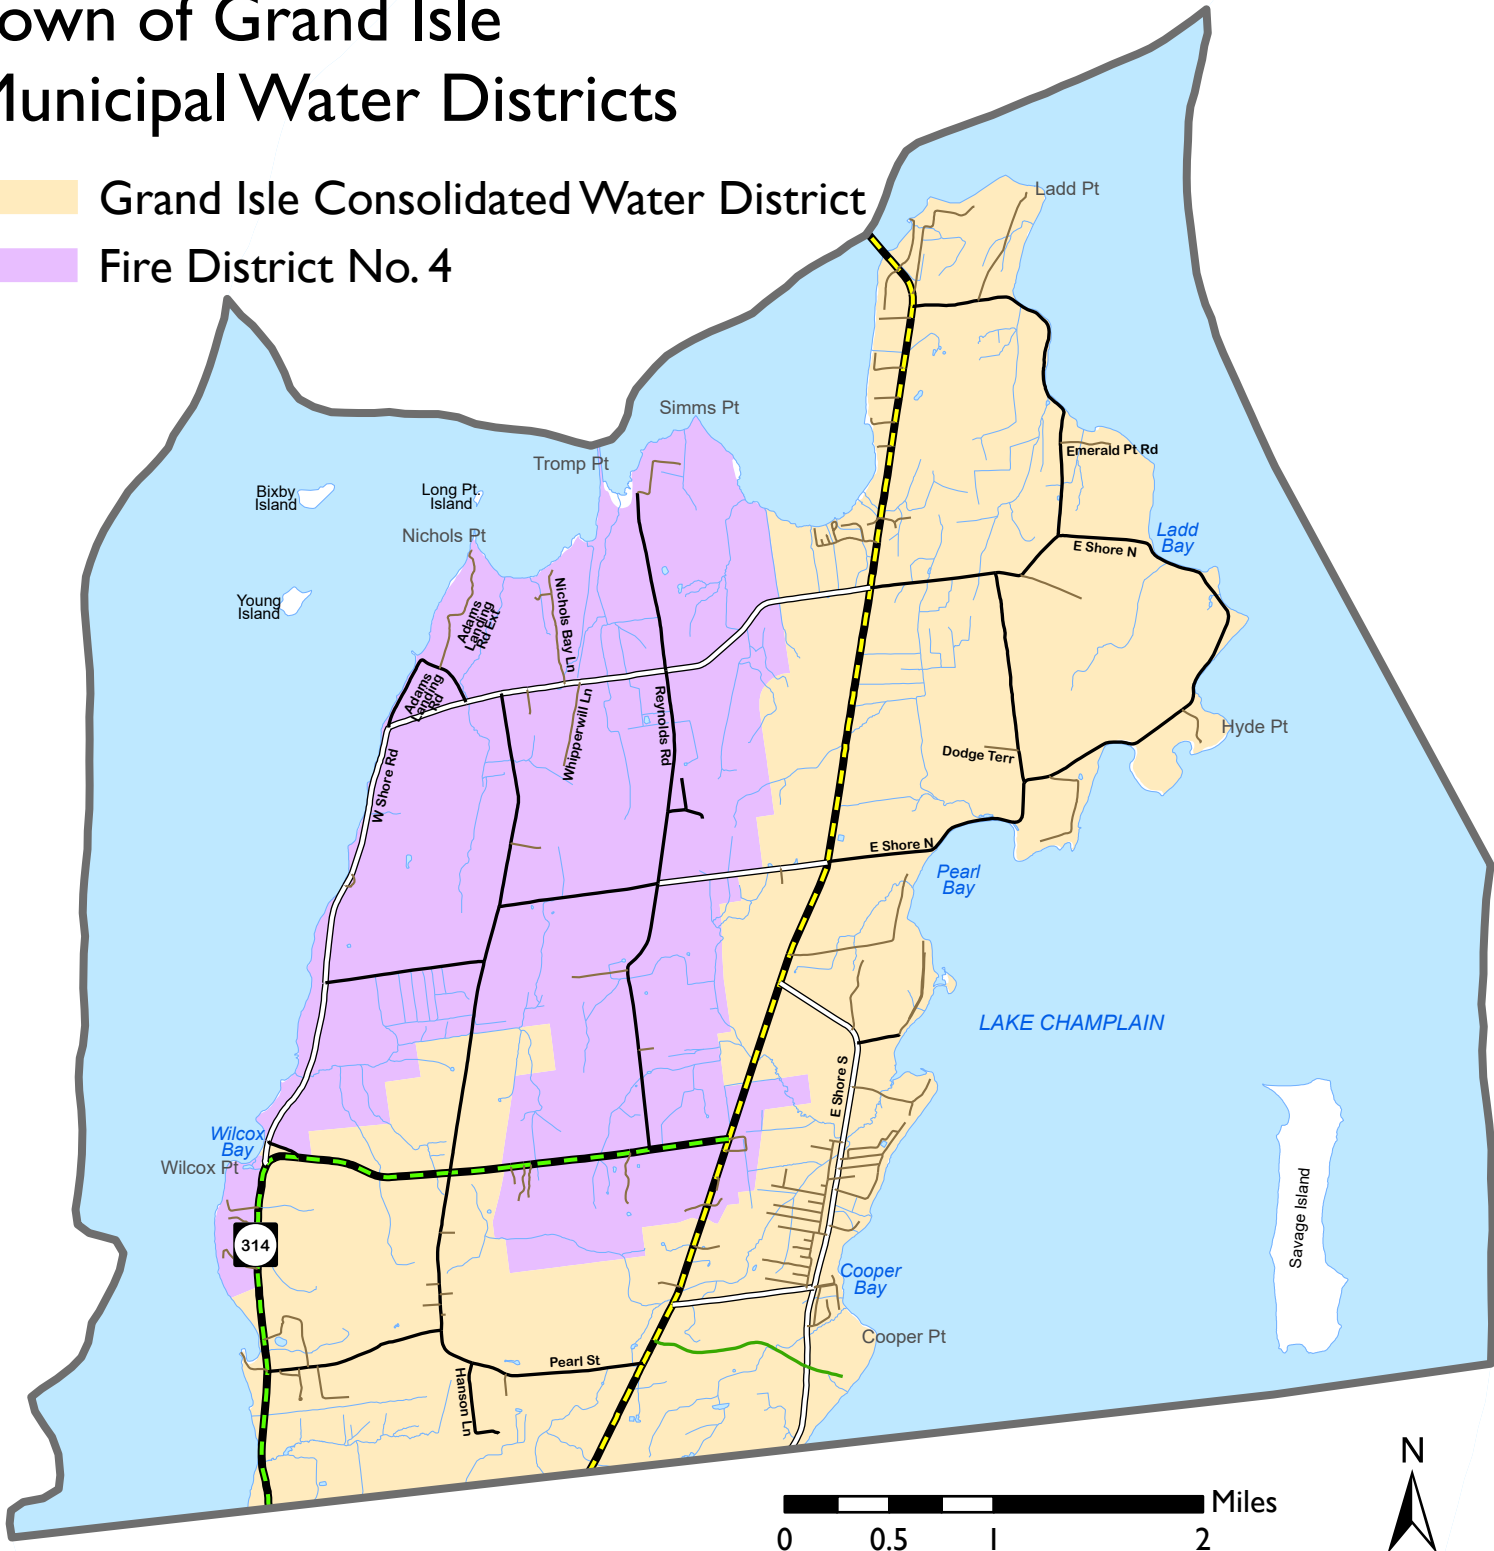 own of Grand Isle
Municipal Water Districts
Grand Isle Consolidated Water District
Fire District No. 4
Ladd Pt
Simms Pt
Tromp Pt
Emerald Pt Rd
Bixby
Island
Long Pt.
Island
Nichols Pt
Ladd
Bay
E Shore N
Young
Island
Adams
Landing
Rd Ext
Nichols Bay Ln
Adams
Landing
Rd
Whipperwill Ln
Reynolds Rd
Hyde Pt
Dodge Terr
W Shore Rd
E Shore N
Pearl
Bay
LAKE CHAMPLAIN
E Shore S
Wilcox
Bay
Wilcox Pt
Savage Island
314
Cooper
Bay
Cooper Pt
Pearl St
Hanson Ln
N
Miles
0 0.5 1 2